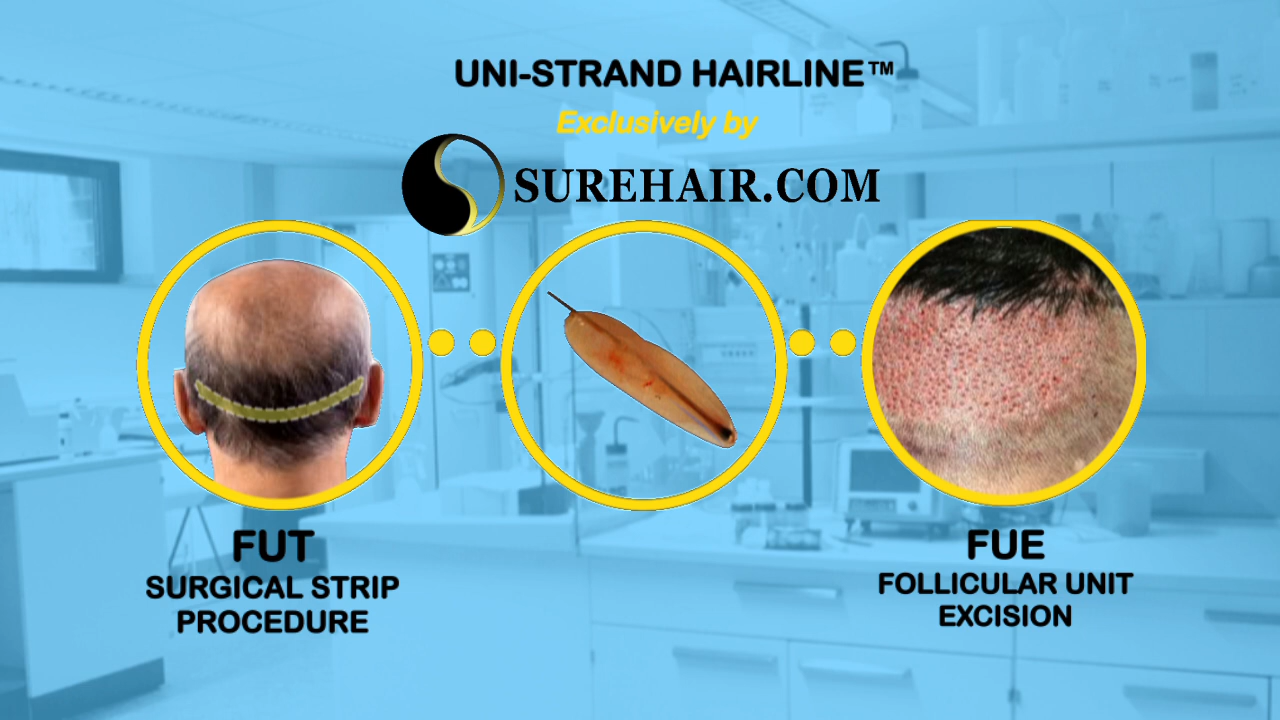 UNI-STRAND HAIRLINE™
Exclusively by
SUREHAIR.COM
FUT
SURGICAL STRIP
PROCEDURE
FUE
FOLLICULAR UNIT
EXCISION